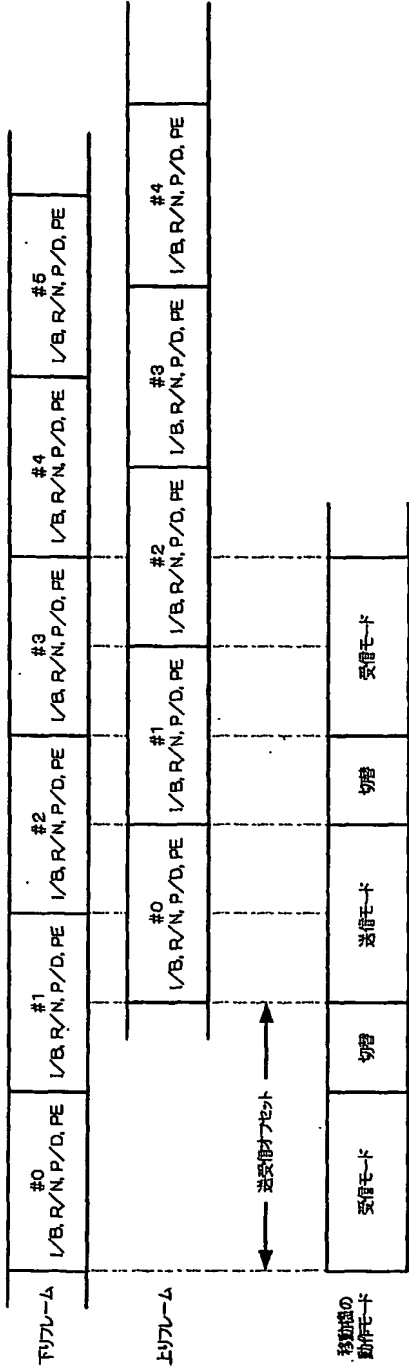 下りフレーム
#0
I/B, R/N, P/D, PE
#1
I/B, R/N, P/D, PE
#2
I/B, R/N, P/D, PE
#3
I/B, R/N, P/D, PE
#4
I/B, R/N, P/D, PE
#5
I/B, R/N, P/D, PE
上りフレーム
#0
I/B, R/N, P/D, PE
#1
I/B, R/N, P/D, PE
#2
I/B, R/N, P/D, PE
#3
I/B, R/N, P/D, PE
#4
I/B, R/N, P/D, PE
送受信オフセット
移動機の
動作モード
受信モード
切替
送信モード
切替
受信モード